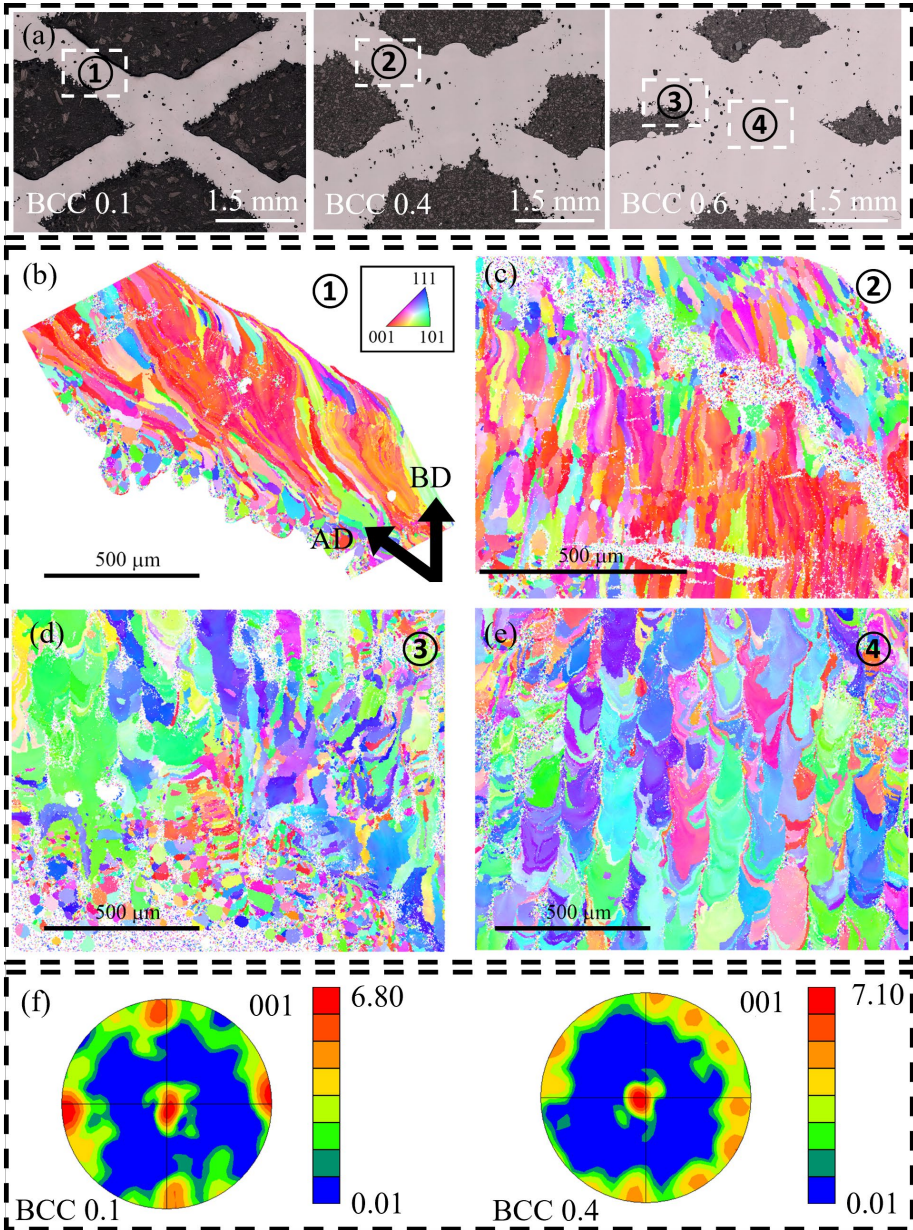 (a)
①
②
③
④
BCC 0.1
1.5 mm
BCC 0.4
1.5 mm
BCC 0.6
1.5 mm
(b)
①
111
001
101
BD
AD
500 µm
(c)
②
500 µm
(d)
③
500 µm
(e)
④
500 µm
(f)
001
6.80
0.01
BCC 0.1
001
7.10
0.01
BCC 0.4